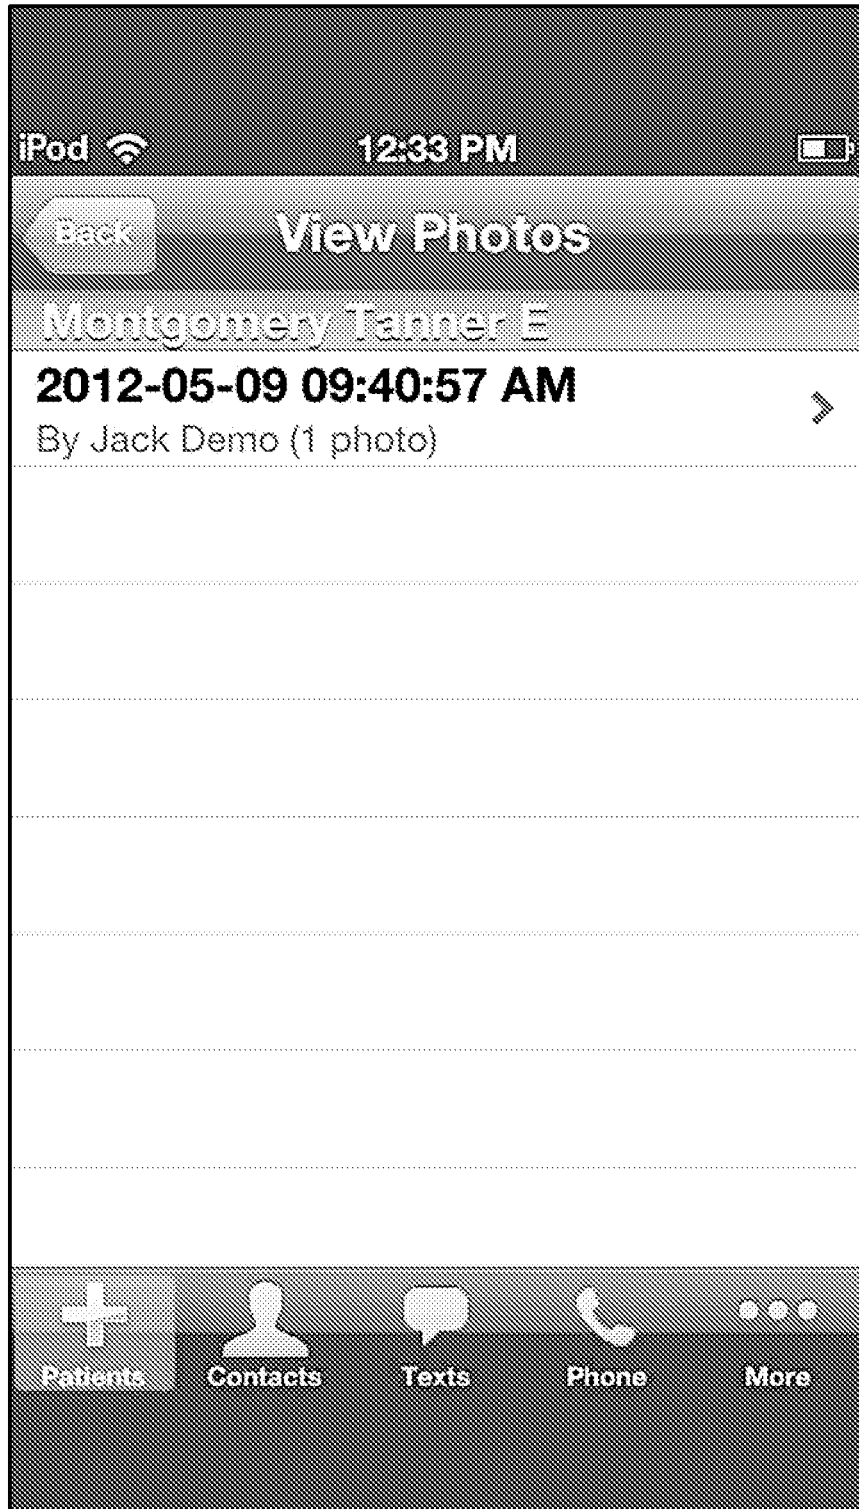 iPod 12:33 PM
Back View Photos
Montgomery Tanner E
2012-05-09 09:40:57 AM
By Jack Demo (1 photo)
Patients Contacts Texts Phone More